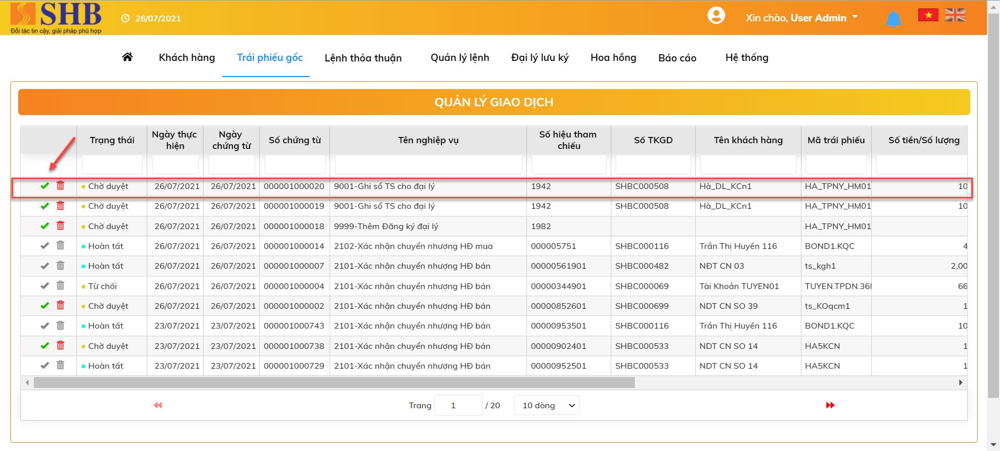 SHB
Đối tác tin cậy, giải pháp phù hợp
26/07/2021
Xin chào, User Admin
Khách hàng Trái phiếu gốc Lệnh thỏa thuận Quản lý lệnh Đại lý lưu ký Hoa hồng Báo cáo Hệ thống
QUẢN LÝ GIAO DỊCH
Trạng thái Ngày thực hiện Ngày chứng từ Số chứng từ Tên nghiệp vụ Số hiệu tham chiếu Số TKGD Tên khách hàng Mã trái phiếu Số tiền/Số lượng
Chờ duyệt 26/07/2021 26/07/2021 000001000020 9001-Ghi sổ TS cho đại lý 1942 SHBC000508 Hà_DL_KCn1 HA_TPNY_HM01 10
Chờ duyệt 26/07/2021 26/07/2021 000001000019 9001-Ghi sổ TS cho đại lý 1942 SHBC000508 Hà_DL_KCn1 HA_TPNY_HM01 10
Chờ duyệt 26/07/2021 26/07/2021 000001000018 9999-Thêm Đăng ký đại lý 1982 HA_TPNY_HM01
Hoàn tất 26/07/2021 26/07/2021 000001000014 2102-Xác nhận chuyển nhượng HĐ mua 000005751 SHBC000116 Trần Thị Huyền 116 BOND1.KQC 4
Hoàn tất 26/07/2021 26/07/2021 000001000007 2101-Xác nhận chuyển nhượng HĐ bán 00000561901 SHBC000482 NĐT CN 03 ts_kgh1 2,00
Từ chối 26/07/2021 26/07/2021 000001000004 2101-Xác nhận chuyển nhượng HĐ bán 00000344901 SHBC000069 Tài Khoản TUYEN01 TUYEN.TPDN.36 66
Chờ duyệt 26/07/2021 26/07/2021 000001000002 2101-Xác nhận chuyển nhượng HĐ bán 00000852601 SHBC000699 NDT CN SO 39 ts_KOqcm1 1
Hoàn tất 23/07/2021 23/07/2021 000001000743 2101-Xác nhận chuyển nhượng HĐ bán 00000953501 SHBC000116 Trần Thị Huyền 116 BOND1.KQC 10
Chờ duyệt 23/07/2021 23/07/2021 000001000738 2101-Xác nhận chuyển nhượng HĐ bán 00000902401 SHBC000533 NDT CN SO 14 HA5KCN 1
Hoàn tất 23/07/2021 23/07/2021 000001000729 2101-Xác nhận chuyển nhượng HĐ bán 00000952501 SHBC000533 NDT CN SO 14 HA5KCN 1
Trang 1 / 20 10 dòng